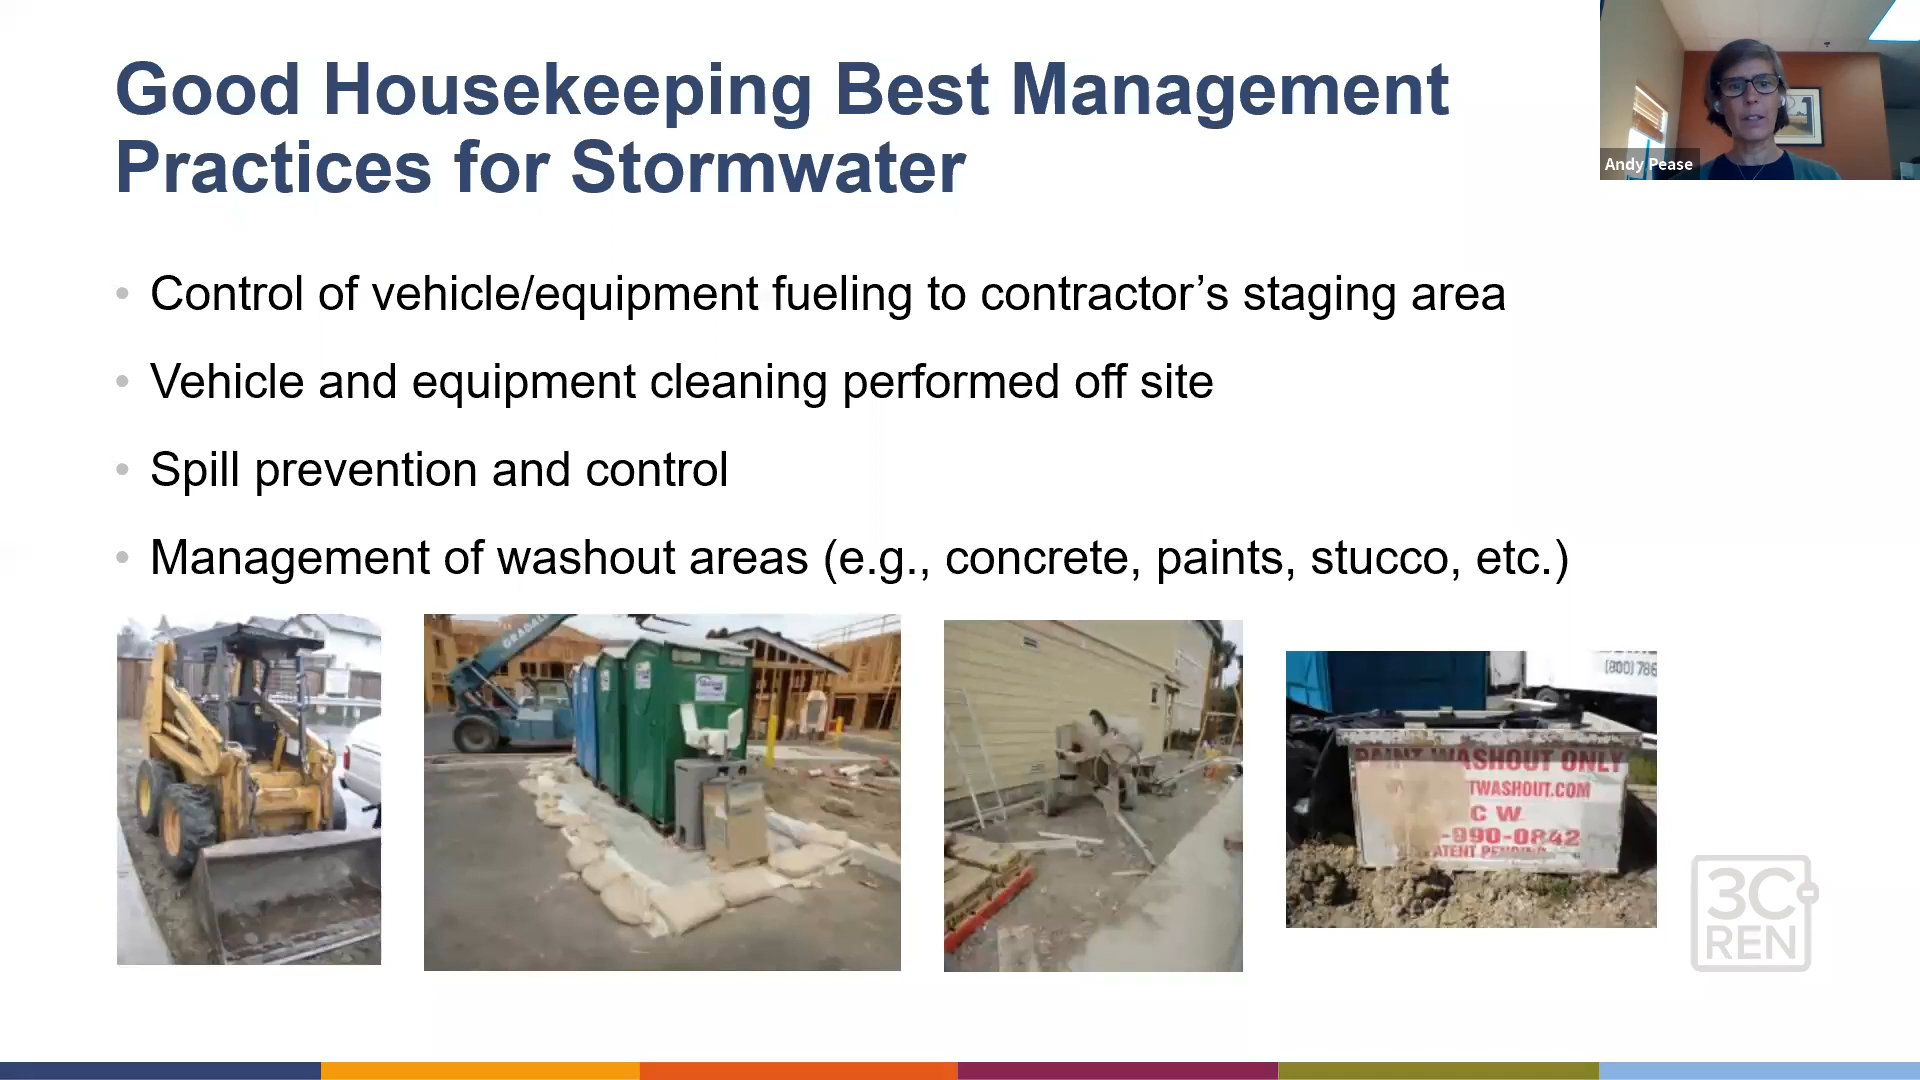 Good Housekeeping Best Management
Practices for Stormwater
Andy Pease
• Control of vehicle/equipment fueling to contractor’s staging area
• Vehicle and equipment cleaning performed off site
• Spill prevention and control
• Management of washout areas (e.g., concrete, paints, stucco, etc.)
GRADALL
(800) 786
PAINT WASHOUT ONLY
TWASHOUT.COM
C W
-990-0842
ATENT PENDING
3C
REN